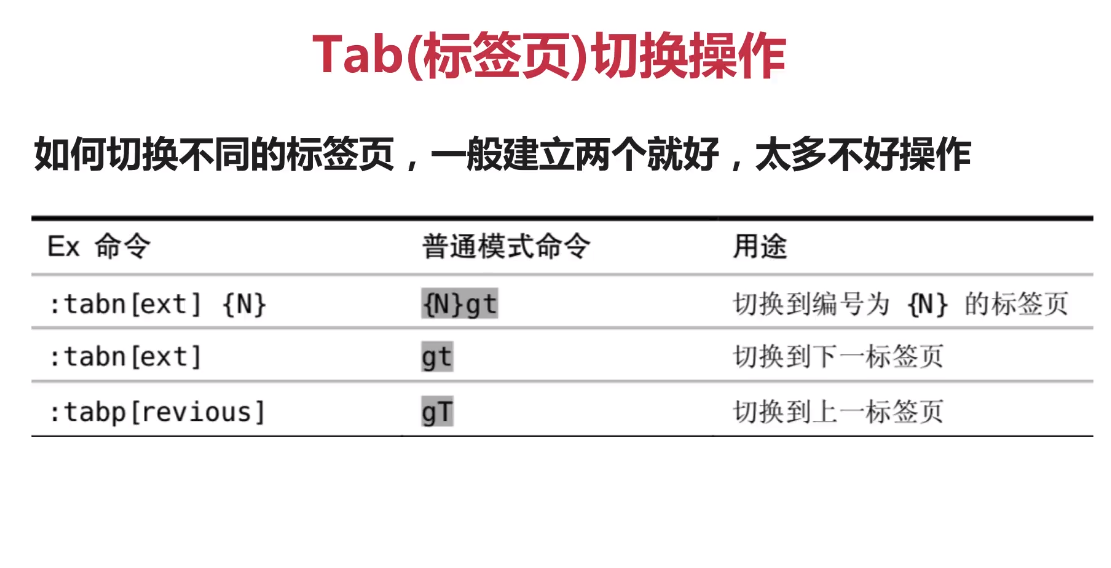 Tab(标签页)切换操作
如何切换不同的标签页，一般建立两个就好，太多不好操作
Ex 命令 普通模式命令 用途
:tabn[ext] {N} {N}gt 切换到编号为 {N} 的标签页
:tabn[ext] gt 切换到下一标签页
:tabp[revious] gT 切换到上一标签页